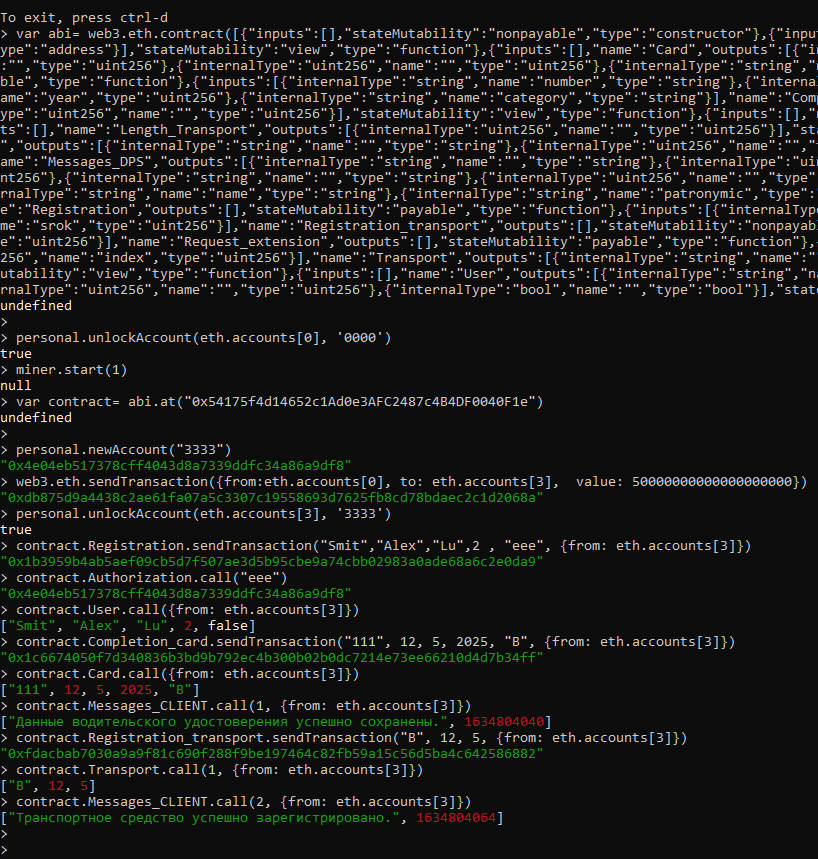 To exit, press ctrl-d
> var abi= web3.eth.contract([{"inputs":[],"stateMutability":"nonpayable","type":"constructor"},{"inpu
ype":"address"}],"stateMutability":"view","type":"function"},{"inputs":[],"name":"Card","outputs":[{"i
:"","type":"uint256"},{"internalType":"uint256","name":"","type":"uint256"},{"internalType":"string","
ble","type":"function"},{"inputs":[{"internalType":"string","name":"number","type":"string"},{"interna
ame":"year","type":"uint256"},{"internalType":"string","name":"category","type":"string"}],"name":"Comp
ype":"uint256","name":"","type":"uint256"}],"stateMutability":"view","type":"function"},{"inputs":[],"
ts":[],"name":"Length_Transport","outputs":[{"internalType":"uint256","name":"","type":"uint256"}],"sta
","outputs":[{"internalType":"string","name":"","type":"string"},{"internalType":"uint256","name":"","
ame":"Messages_DPS","outputs":[{"internalType":"string","name":"","type":"string"},{"internalType":"uin
nt256"},{"internalType":"string","name":"","type":"string"},{"internalType":"uint256","name":"","type"
rnalType":"string","name":"name","type":"string"},{"internalType":"string","name":"patronymic","type":
e":"Registration","outputs":[],"stateMutability":"payable","type":"function"},{"inputs":[{"internalType
me":"srok","type":"uint256"}],"name":"Registration_transport","outputs":[],"stateMutability":"nonpayab
e":"uint256"}],"name":"Request_extension","outputs":[],"stateMutability":"payable","type":"function"},
256","name":"index","type":"uint256"}],"name":"Transport","outputs":[{"internalType":"string","name":"
utability":"view","type":"function"},{"inputs":[],"name":"User","outputs":[{"internalType":"string","na
rnalType":"uint256","name":"","type":"uint256"},{"internalType":"bool","name":"","type":"bool"}],"stat
undefined
>
> personal.unlockAccount(eth.accounts[0], '0000')
true
> miner.start(1)
null
> var contract= abi.at("0x54175f4d14652c1Ad0e3AFC2487c4B4DF0040F1e")
undefined
>
> personal.newAccount("3333")
"0x4e04eb517378cff4043d8a7339ddfc34a86a9df8"
> web3.eth.sendTransaction({from:eth.accounts[0], to: eth.accounts[3],  value: 50000000000000000000})
"0xdb875d9a4438c2ae61fa07a5c3307c19558693d7625fb8cd78bdaec2c1d2068a"
> personal.unlockAccount(eth.accounts[3], '3333')
true
> contract.Registration.sendTransaction("Smit","Alex","Lu",2 , "eee", {from: eth.accounts[3]})
"0x1b3959b4ab5aef09cb5d7f507ae3d5b95cbe9a74cbb02983a0ade68a6c2e0da9"
> contract.Authorization.call("eee")
"0x4e04eb517378cff4043d8a7339ddfc34a86a9df8"
> contract.User.call({from: eth.accounts[3]})
["Smit", "Alex", "Lu", 2, false]
> contract.Completion_card.sendTransaction("111", 12, 5, 2025, "B", {from: eth.accounts[3]})
"0x1c6674050f7d340836b3bd9b792ec4b300b02b0dc7214e73ee66210d4d7b34ff"
> contract.Card.call({from: eth.accounts[3]})
["111", 12, 5, 2025, "B"]
> contract.Messages_CLIENT.call(1, {from: eth.accounts[3]})
["Данные водительского удостоверения успешно сохранены.", 1634804040]
> contract.Registration_transport.sendTransaction("B", 12, 5, {from: eth.accounts[3]})
"0xfdacbab7030a9a9f81c690f288f9be197464c82fb59a15c56d5ba4c642586882"
> contract.Transport.call(1, {from: eth.accounts[3]})
["B", 12, 5]
> contract.Messages_CLIENT.call(2, {from: eth.accounts[3]})
["Транспортное средство успешно зарегистрировано.", 1634804064]
>
>